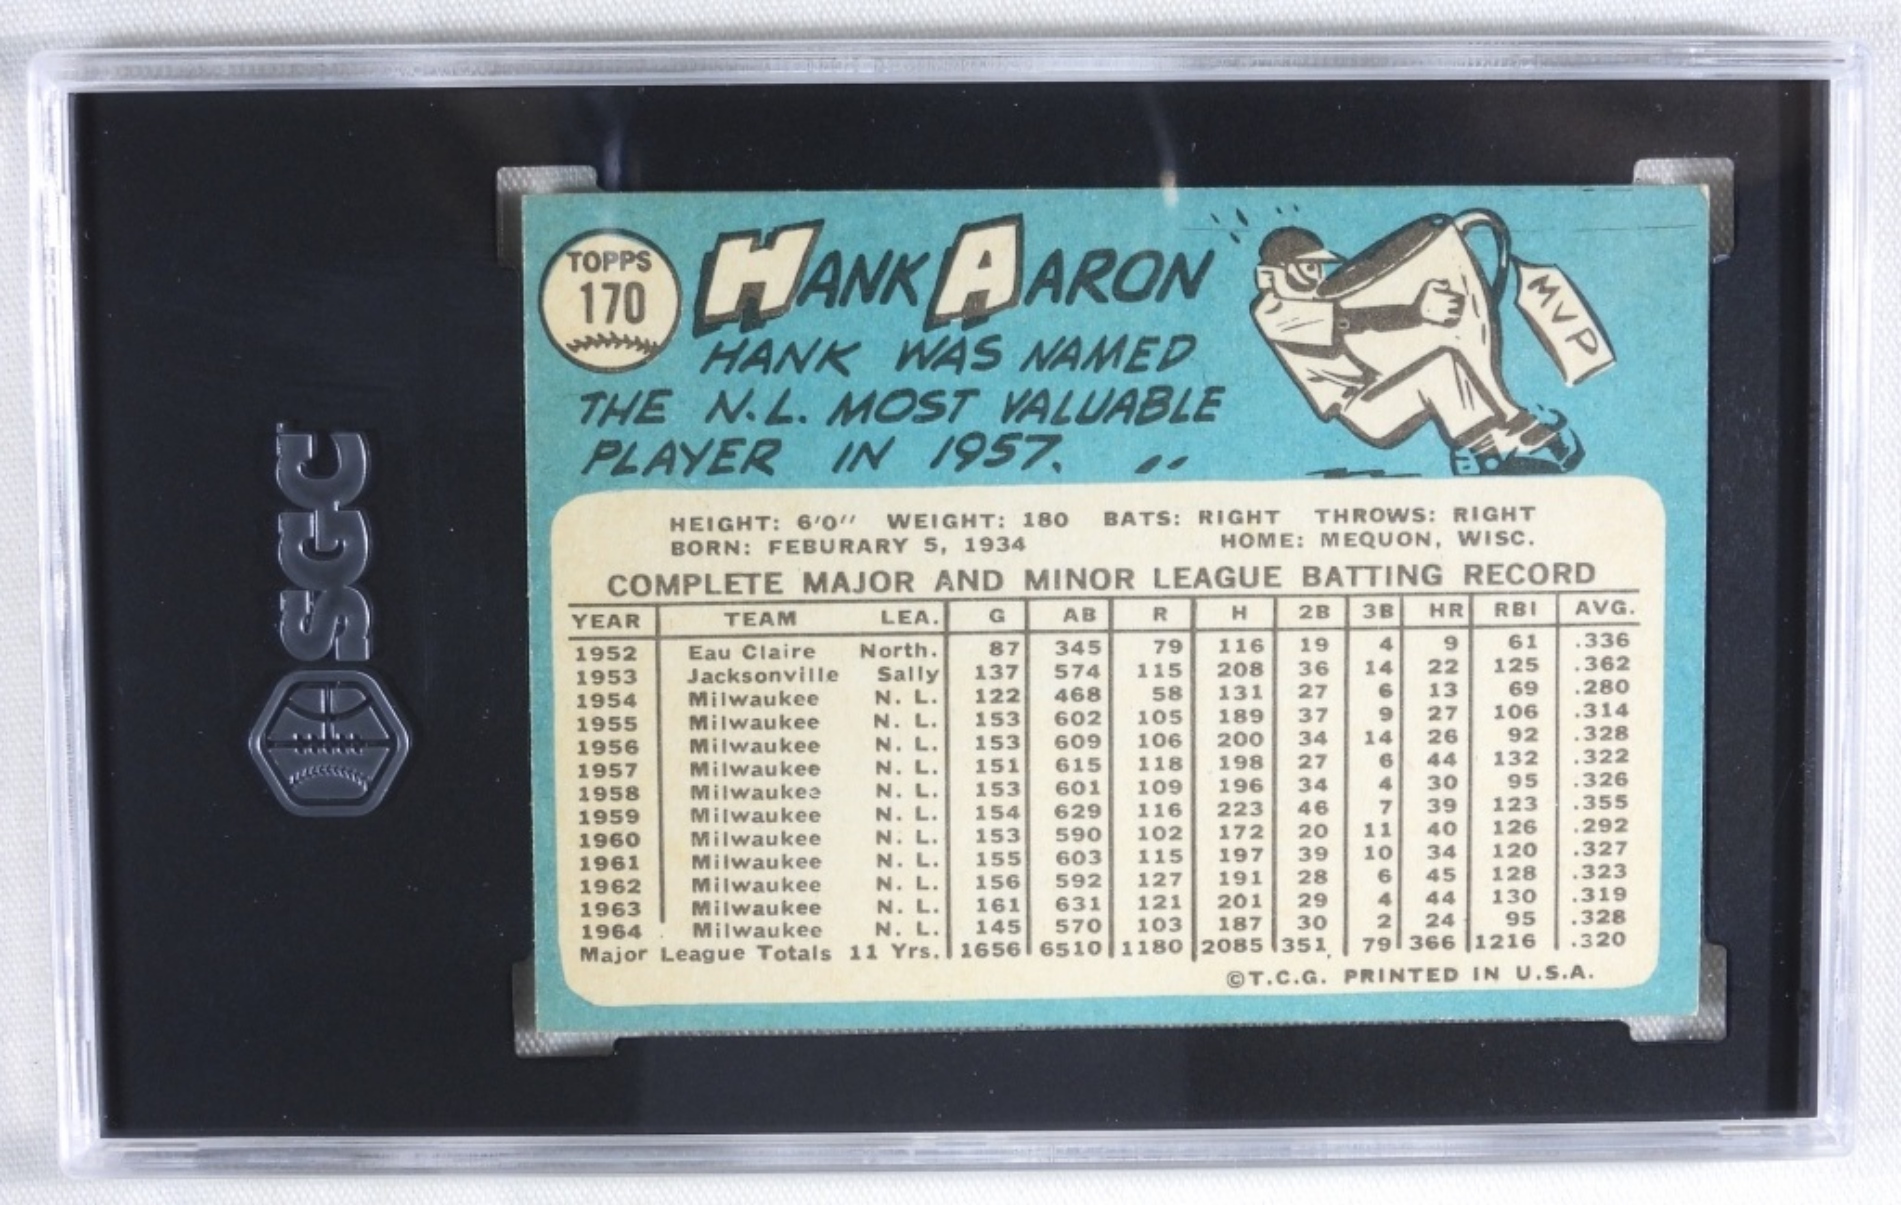 SGC
TOPPS
170
HANK AARON
HANK WAS NAMED
THE N.L. MOST VALUABLE
PLAYER IN 1957.
MVP
HEIGHT: 6'0" WEIGHT: 180 BATS: RIGHT THROWS: RIGHT
BORN: FEBURARY 5, 1934 HOME: MEQUON, WISC.
COMPLETE MAJOR AND MINOR LEAGUE BATTING RECORD
YEAR TEAM LEA. G AB R H 2B 3B HR RBI AVG.
1952 Eau Claire North. 87 345 79 116 19 4 9 61 .336
1953 Jacksonville Sally 137 574 115 208 36 14 22 125 .362
1954 Milwaukee N. L. 122 468 58 131 27 6 13 69 .280
1955 Milwaukee N. L. 153 602 105 189 37 9 27 106 .314
1956 Milwaukee N. L. 153 609 106 200 34 14 26 92 .328
1957 Milwaukee N. L. 151 615 118 198 27 6 44 132 .322
1958 Milwaukee N. L. 153 601 109 196 34 4 30 95 .326
1959 Milwaukee N. L. 154 629 116 223 46 7 39 123 .355
1960 Milwaukee N. L. 153 590 102 172 20 11 40 126 .292
1961 Milwaukee N. L. 155 603 115 197 39 10 34 120 .327
1962 Milwaukee N. L. 156 592 127 191 28 6 45 128 .323
1963 Milwaukee N. L. 161 631 121 201 29 4 44 130 .319
1964 Milwaukee N. L. 145 570 103 187 30 2 24 95 .328
Major League Totals 11 Yrs. 1656 6510 1180 2085 351 79 366 1216 .320
©T.C.G. PRINTED IN U.S.A.